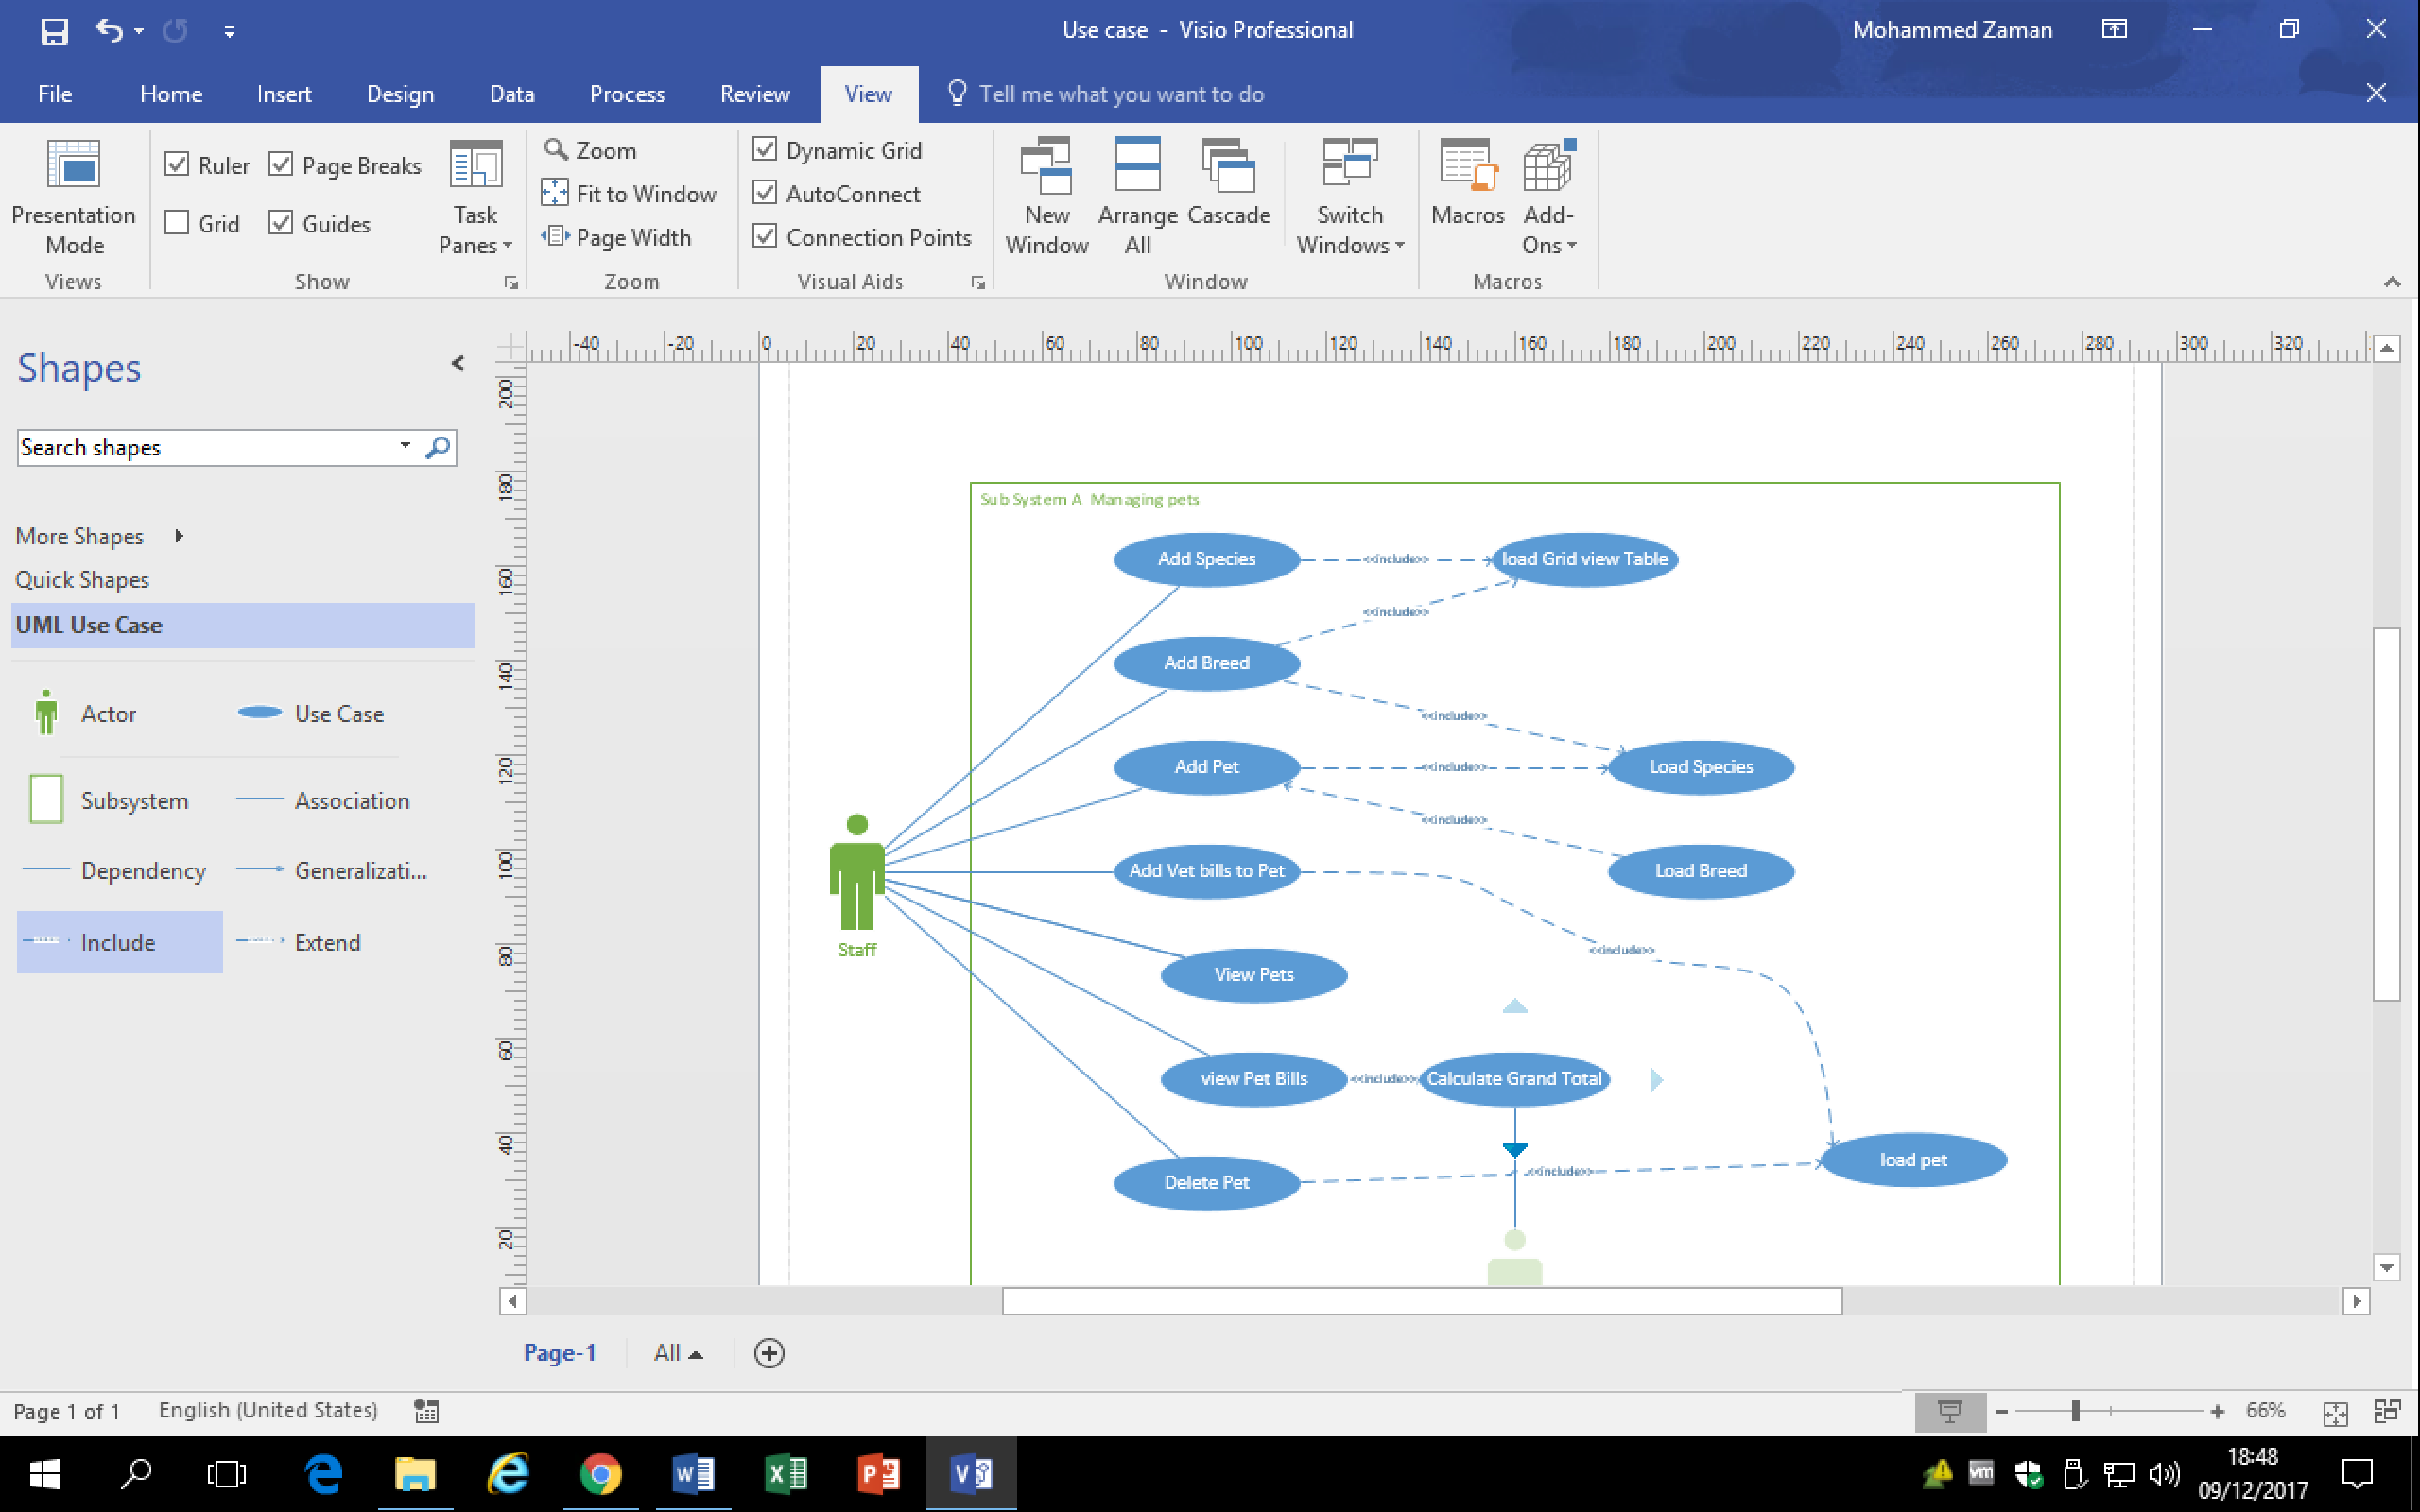 Use case - Visio Professional
Mohammed Zaman
File Home Insert Design Data Process Review View Tell me what you want to do
Presentation Mode
Views
Ruler Page Breaks
Grid Guides
Task Panes
Show
Zoom
Fit to Window
Page Width
Zoom
Dynamic Grid
AutoConnect
Connection Points
Visual Aids
New Window
Arrange All
Cascade
Switch Windows
Window
Macros
Add-Ons
Macros
Shapes
Search shapes
More Shapes
Quick Shapes
UML Use Case
Actor Use Case
Subsystem Association
Dependency Generalizati...
Include Extend
-40 -20 0 20 40 60 80 100 120 140 160 180 200 220 240 260 280 300 320
200
180
160
140
120
100
80
60
40
20
Sub System A Managing pets
Add Species <<include>> load Grid view Table
<<include>>
Add Breed
<<include>>
Add Pet <<include>> Load Species
<<include>>
Add Vet bills to Pet Load Breed
Staff
<<include>>
View Pets
view Pet Bills <<include>> Calculate Grand Total
load pet
<<include>>
Delete Pet
Page-1 All
Page 1 of 1 English (United States) 66%
W X P V vm
18:48
09/12/2017